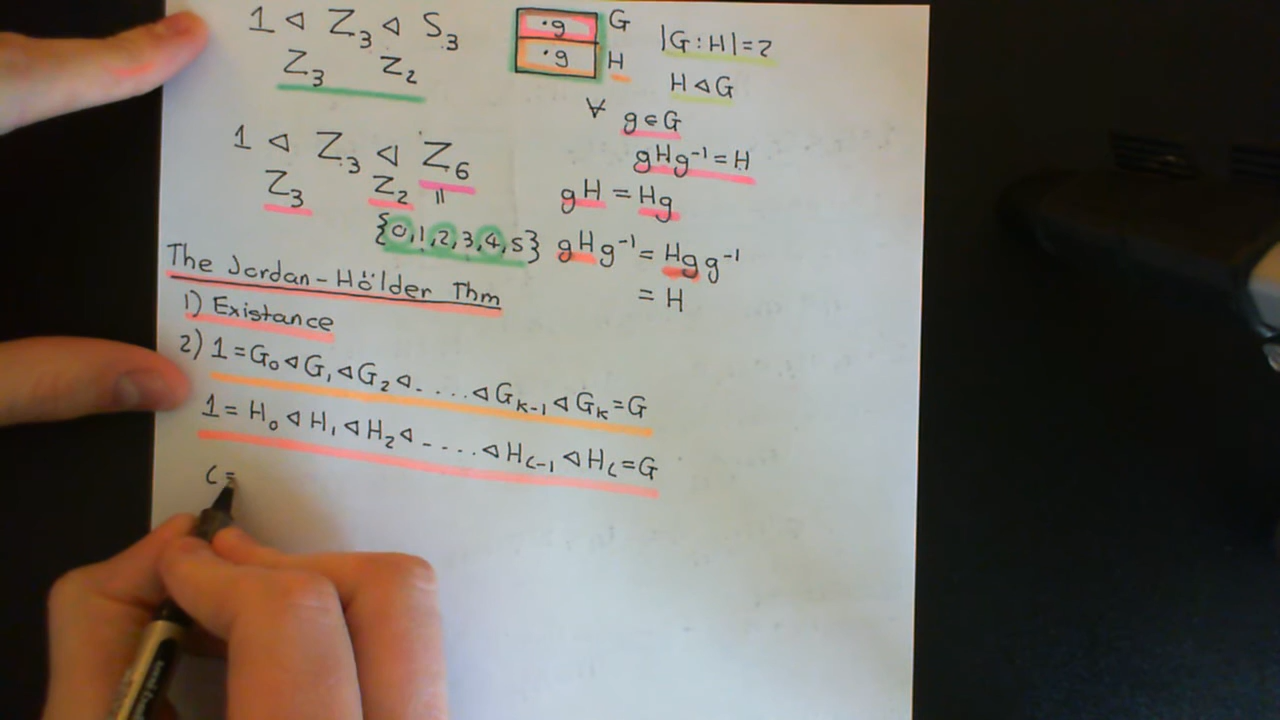 1 ◁ Z₃ ◁ S₃
Z₃ Z₂
·g G
·g H
|G:H|=2
H◁G
∀ g∈G
gHg⁻¹=H
1 ◁ Z₃ ◁ Z₆
Z₃ Z₂ =
{0,1,2,3,4,5}
gH = Hg
gHg⁻¹ = Hgg⁻¹
= H
The Jordan-Hölder Thm
1) Existance
2) 1=G₀◁G₁◁G₂◁.....◁Gₖ₋₁◁Gₖ=G
1=H₀◁H₁◁H₂◁.....◁H_{L-1}◁H_L=G
L=